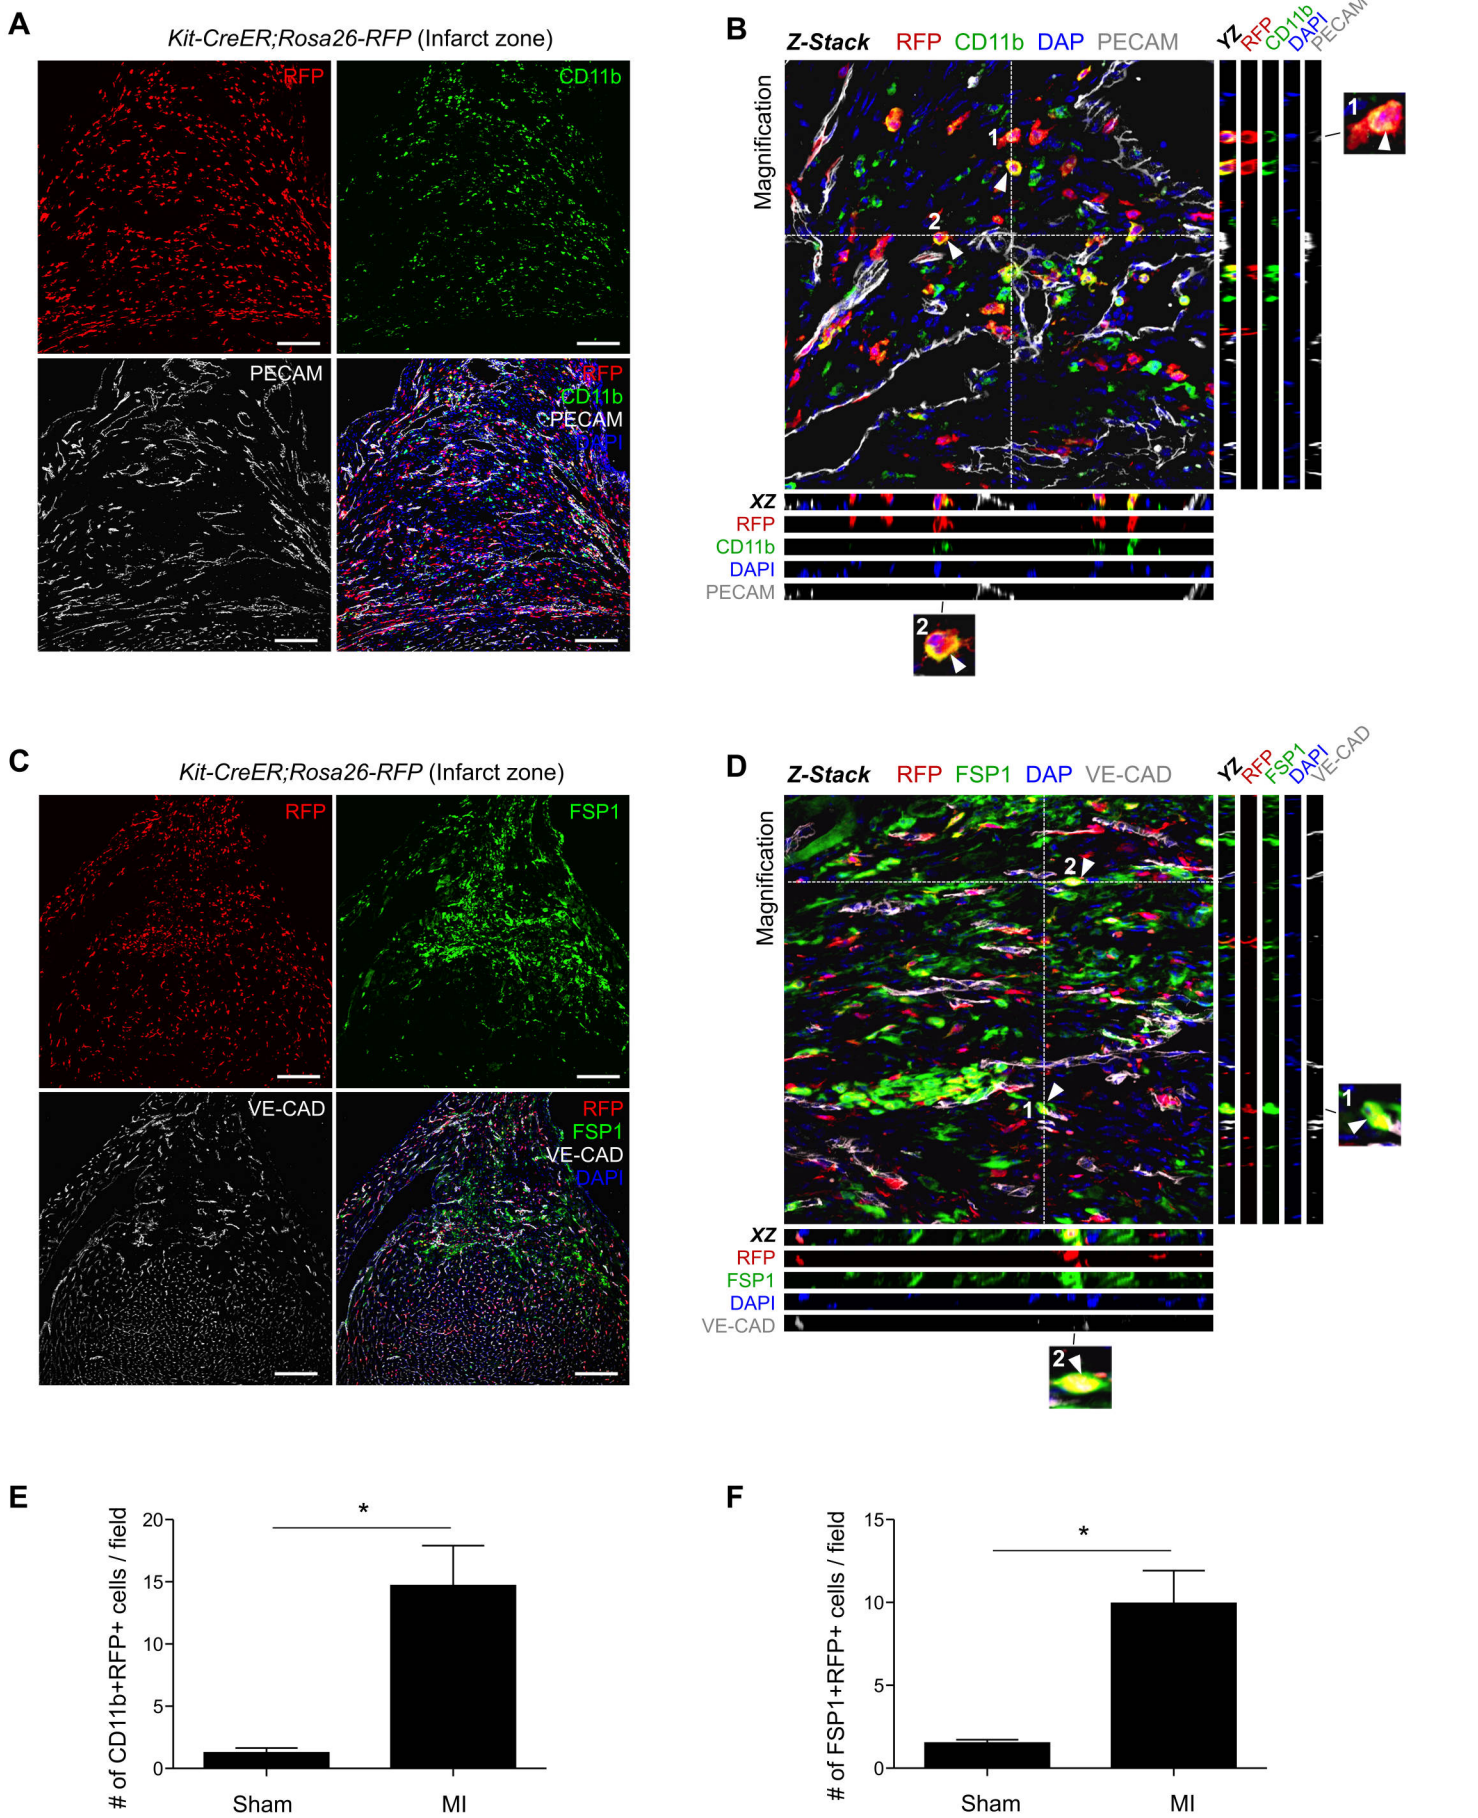 A
Kit-CreER;Rosa26-RFP (Infarct zone)
RFP
CD11b
PECAM
RFP
CD11b
PECAM
DAPI
B
Z-Stack RFP CD11b DAP PECAM
YZ RFP CD11b DAPI PECAM
Magnification
1
2
1
XZ
RFP
CD11b
DAPI
PECAM
2
C
Kit-CreER;Rosa26-RFP (Infarct zone)
RFP
FSP1
VE-CAD
RFP
FSP1
VE-CAD
DAPI
D
Z-Stack RFP FSP1 DAP VE-CAD
YZ RFP FSP1 DAPI VE-CAD
Magnification
2
1
1
XZ
RFP
FSP1
DAPI
VE-CAD
2
E
# of CD11b+RFP+ cells / field
20
15
10
5
0
*
Sham MI
F
# of FSP1+RFP+ cells / field
15
10
5
0
*
Sham MI